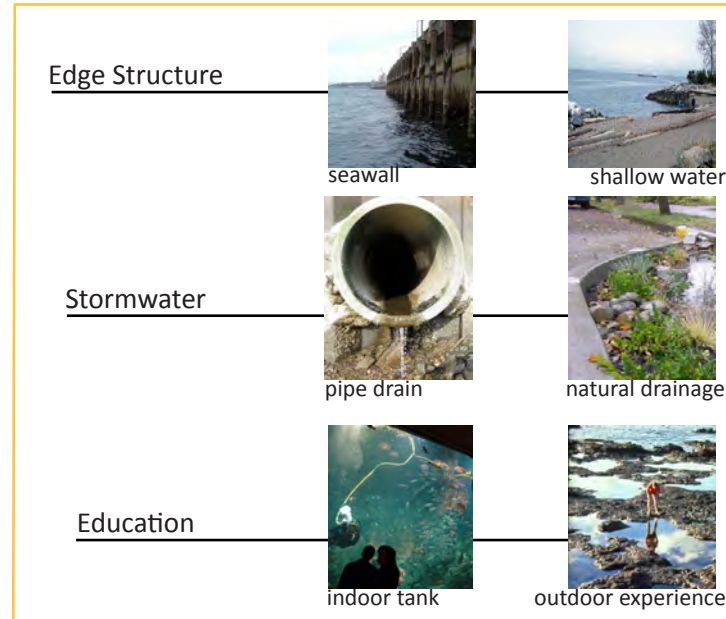 Edge Structure
seawall
shallow water
Stormwater
pipe drain
natural drainage
Education
indoor tank
outdoor experience